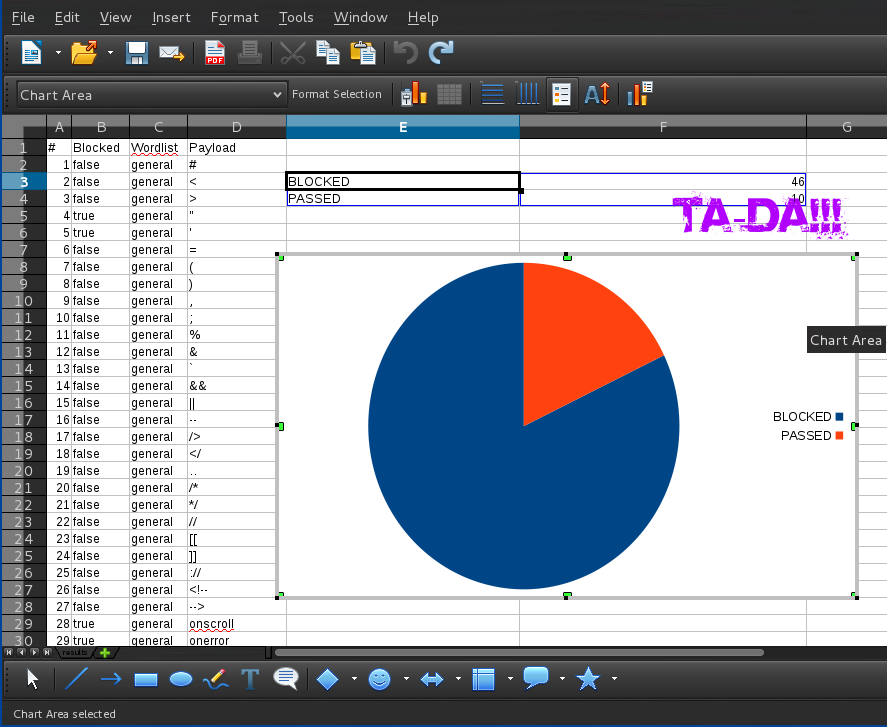 File Edit View Insert Format Tools Window Help
PDF
Chart Area Format Selection
A B C D E F G
1 # Blocked Wordlist Payload
2 1 false general #
3 2 false general < BLOCKED 46
4 3 false general > PASSED 10
TA-DA!!!
5 4 true general "
6 5 true general '
7 6 false general =
8 7 false general (
9 8 false general )
10 9 false general ,
11 10 false general ;
12 11 false general %
13 12 false general &
Chart Area
14 13 false general `
15 14 false general &&
16 15 false general ||
17 16 false general --
BLOCKED
18 17 false general />
PASSED
19 18 false general </
20 19 false general ..
21 20 false general /*
22 21 false general */
23 22 false general //
24 23 false general [[
25 24 false general ]]
26 25 false general ://
27 26 false general <!--
28 27 false general -->
29 28 true general onscroll
30 29 true general onerror
results
Chart Area selected